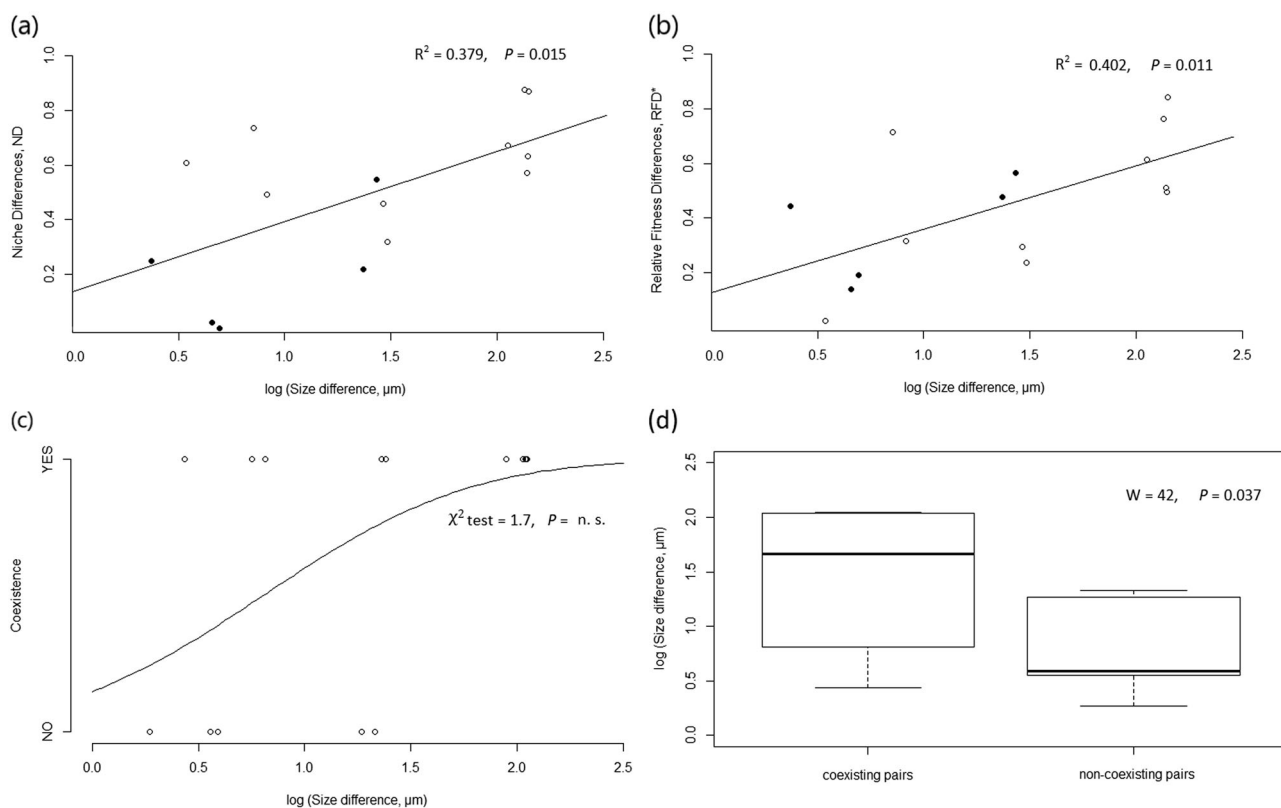 (a)
R² = 0.379, P = 0.015
Niche Differences, ND
1.0
0.8
0.6
0.4
0.2
0.0 0.5 1.0 1.5 2.0 2.5
log (Size difference, µm)
(b)
R² = 0.402, P = 0.011
Relative Fitness Differences, RFD*
1.0
0.8
0.6
0.4
0.2
0.0
0.0 0.5 1.0 1.5 2.0 2.5
log (Size difference, µm)
(c)
YES
χ² test = 1.7, P = n. s.
Coexistence
NO
0.0 0.5 1.0 1.5 2.0 2.5
log (Size difference, µm)
(d)
W = 42, P = 0.037
log (Size difference, µm)
2.5
2.0
1.5
1.0
0.5
0.0
coexisting pairs non-coexisting pairs